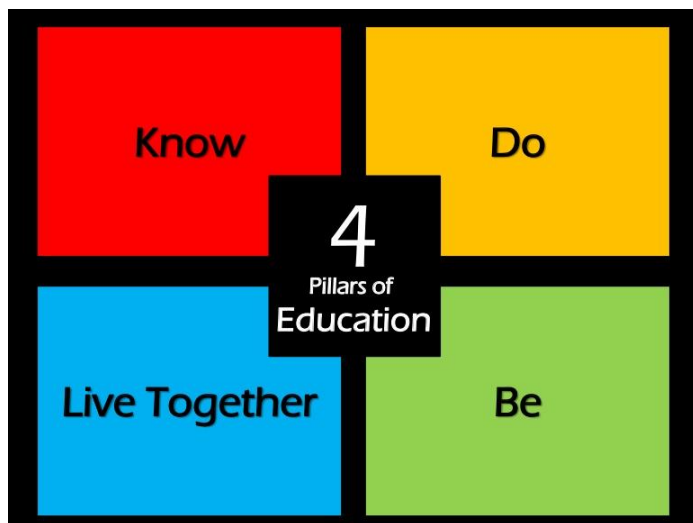 Know
Do
4
Pillars of
Education
Live Together
Be